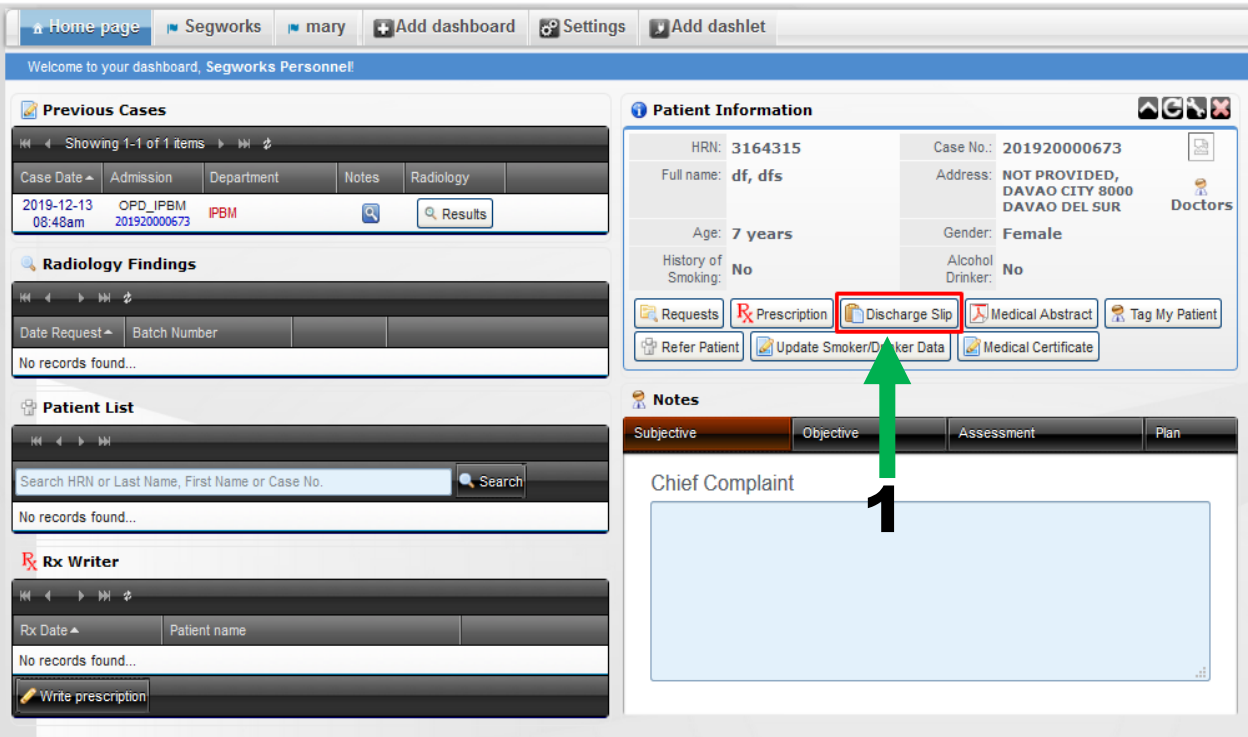 Home page Segworks mary Add dashboard Settings Add dashlet
Welcome to your dashboard, Segworks Personnel!
Previous Cases
Showing 1-1 of 1 items
Case Date Admission Department Notes Radiology
2019-12-13 08:48am OPD_IPBM 201920000673 IPBM Results
Radiology Findings
Date Request Batch Number
No records found...
Patient List
Search HRN or Last Name, First Name or Case No. Search
No records found...
Rx Writer
Rx Date Patient name
No records found...
Write prescription
Patient Information
HRN: 3164315 Case No.: 201920000673
Full name: df, dfs Address: NOT PROVIDED,
DAVAO CITY 8000
DAVAO DEL SUR
Doctors
Age: 7 years Gender: Female
History of Smoking: No Alcohol Drinker: No
Requests Prescription Discharge Slip Medical Abstract Tag My Patient
Refer Patient Update Smoker/Drinker Data Medical Certificate
Notes
Subjective Objective Assessment Plan
Chief Complaint
1